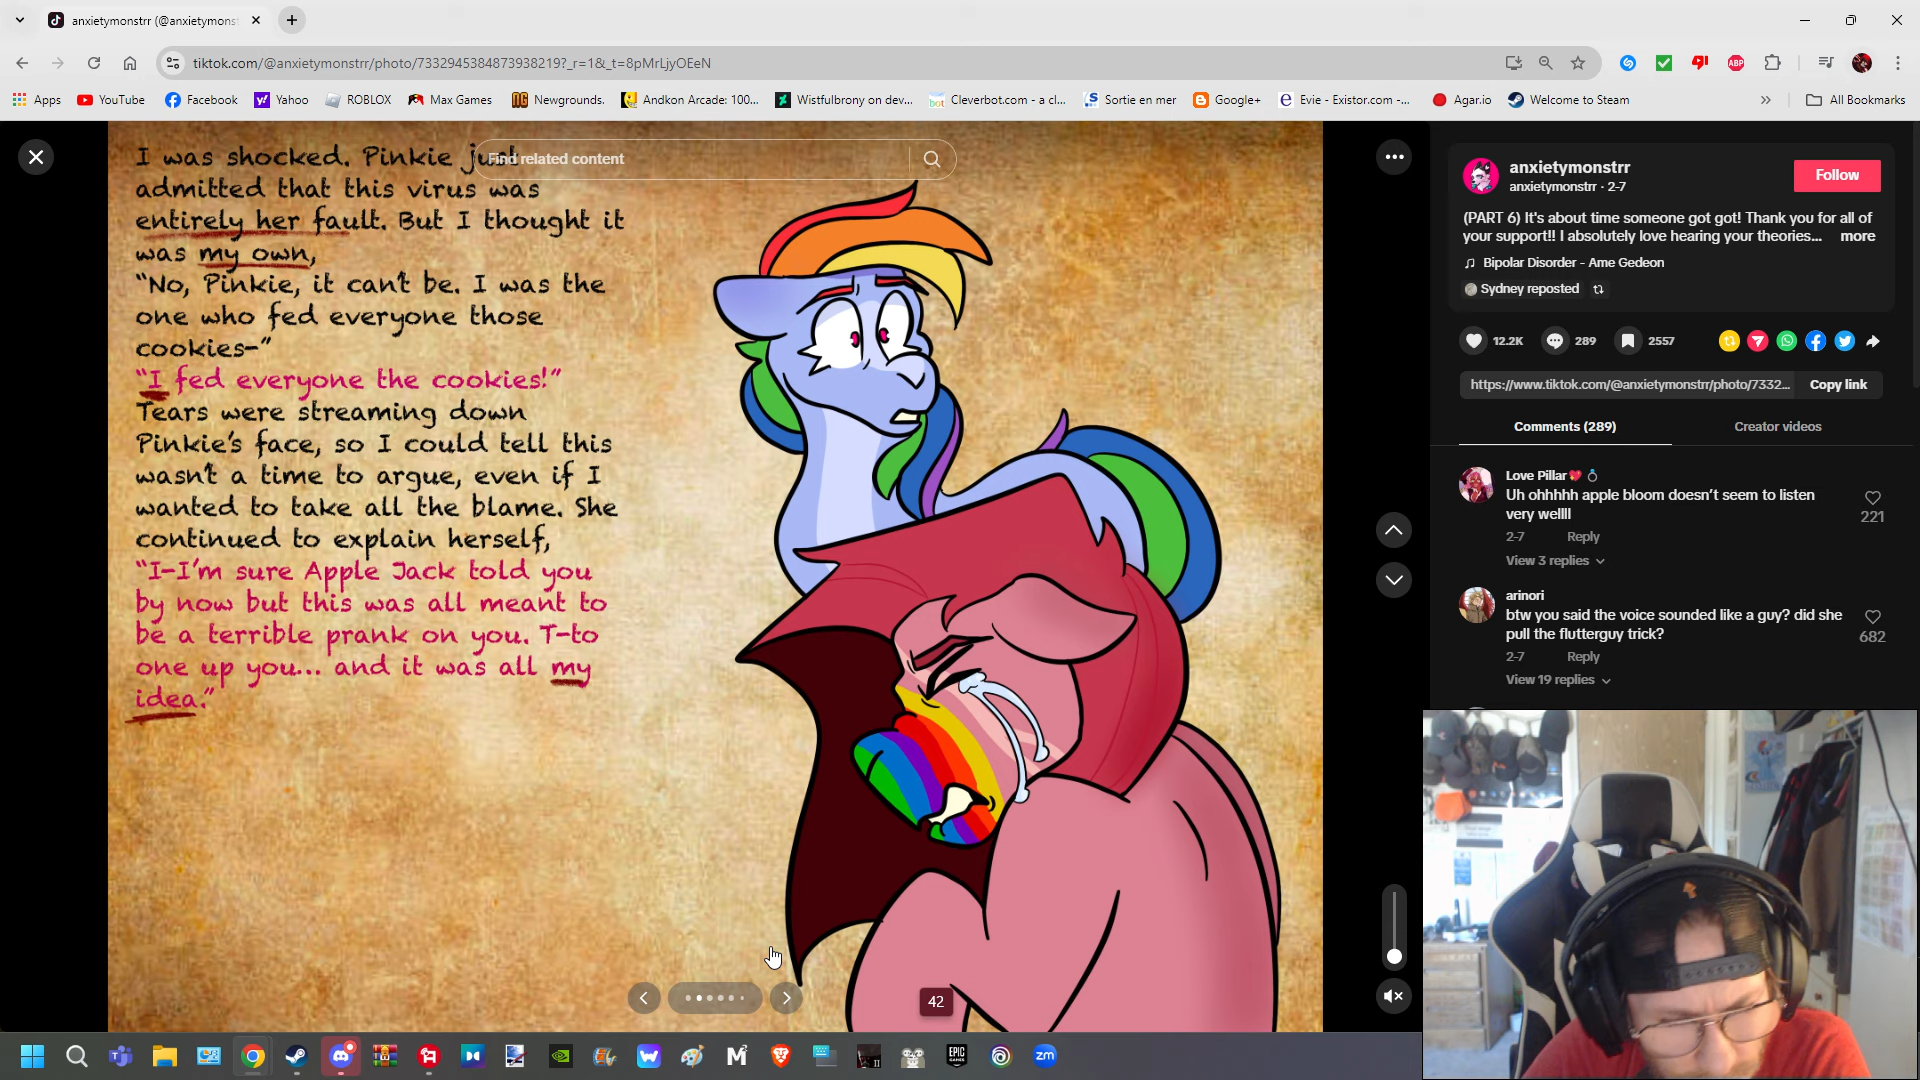 anxietymonstrr (@anxietymonst
tiktok.com/@anxietymonstrr/photo/7332945384873938219?_r=1&_t=8pMrLjyOEeN
Apps
YouTube
Facebook
Yahoo
ROBLOX
Max Games
Newgrounds.
Andkon Arcade: 100...
Wistfulbrony on dev...
Cleverbot.com - a cl...
Sortie en mer
Google+
Evie - Existor.com -...
Agar.io
Welcome to Steam
All Bookmarks
Find related content
I was shocked. Pinkie just
admitted that this virus was
entirely her fault. But I thought it
was my own,
"No, Pinkie, it can't be. I was the
one who fed everyone those
cookies-"
"I fed everyone the cookies!"
Tears were streaming down
Pinkie's face, so I could tell this
wasn't a time to argue, even if I
wanted to take all the blame. She
continued to explain herself,
"I-I'm sure Apple Jack told you
by now but this was all meant to
be a terrible prank on you. T-to
one up you... and it was all my
idea."
42
anxietymonstrr
anxietymonstrr · 2-7
Follow
(PART 6) It's about time someone got got! Thank you for all of
your support!! I absolutely love hearing your theories... more
Bipolar Disorder - Ame Gedeon
Sydney reposted
12.2K
289
2557
https://www.tiktok.com/@anxietymonstrr/photo/7332...
Copy link
Comments (289)
Creator videos
Love Pillar
Uh ohhhhh apple bloom doesn't seem to listen
very wellll
221
2-7
Reply
View 3 replies
arinori
btw you said the voice sounded like a guy? did she
pull the flutterguy trick?
682
2-7
Reply
View 19 replies
ABP
EPIC
GAMES
zm